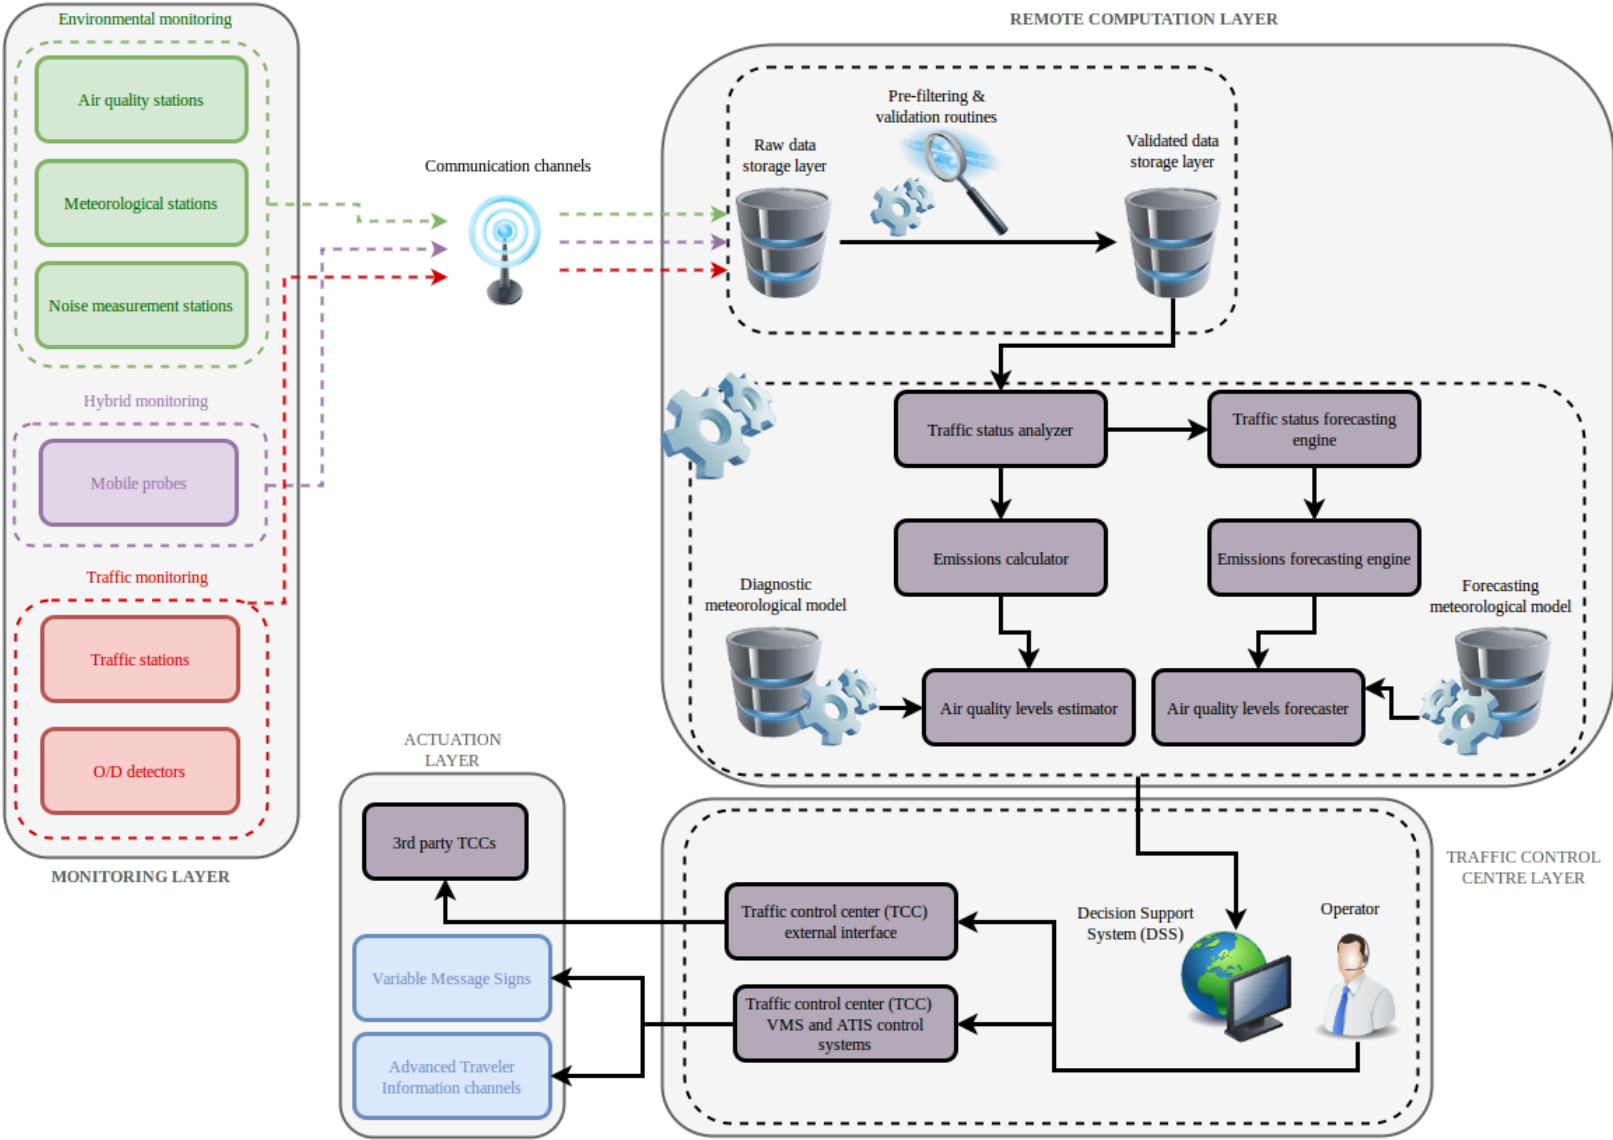 Environmental monitoring
Air quality stations
Meteorological stations
Noise measurement stations
Hybrid monitoring
Mobile probes
Traffic monitoring
Traffic stations
O/D detectors
MONITORING LAYER
Communication channels
REMOTE COMPUTATION LAYER
Raw data
storage layer
Pre-filtering &
validation routines
Validated data
storage layer
Traffic status analyzer
Traffic status forecasting
engine
Emissions calculator
Emissions forecasting engine
Diagnostic
meteorological model
Forecasting
meteorological model
Air quality levels estimator
Air quality levels forecaster
ACTUATION
LAYER
3rd party TCCs
Variable Message Signs
Advanced Traveler
Information channels
TRAFFIC CONTROL
CENTRE LAYER
Traffic control center (TCC)
external interface
Traffic control center (TCC)
VMS and ATIS control
systems
Decision Support
System (DSS)
Operator